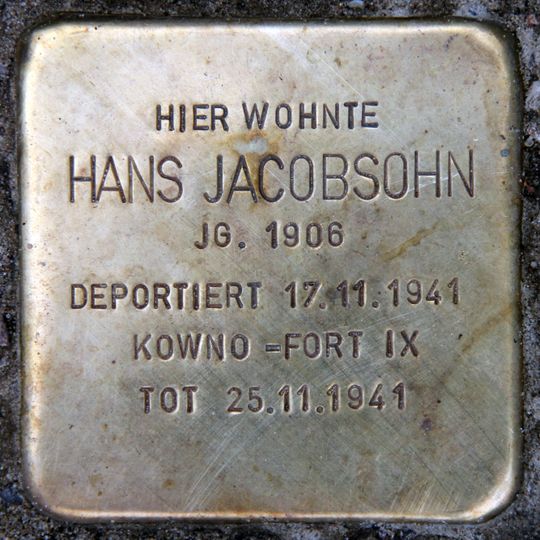 HIER WOHNTE
HANS JACOBSOHN
JG. 1906
DEPORTIERT 17.11.1941
KOWNO - FORT IX
TOT 25.11.1941